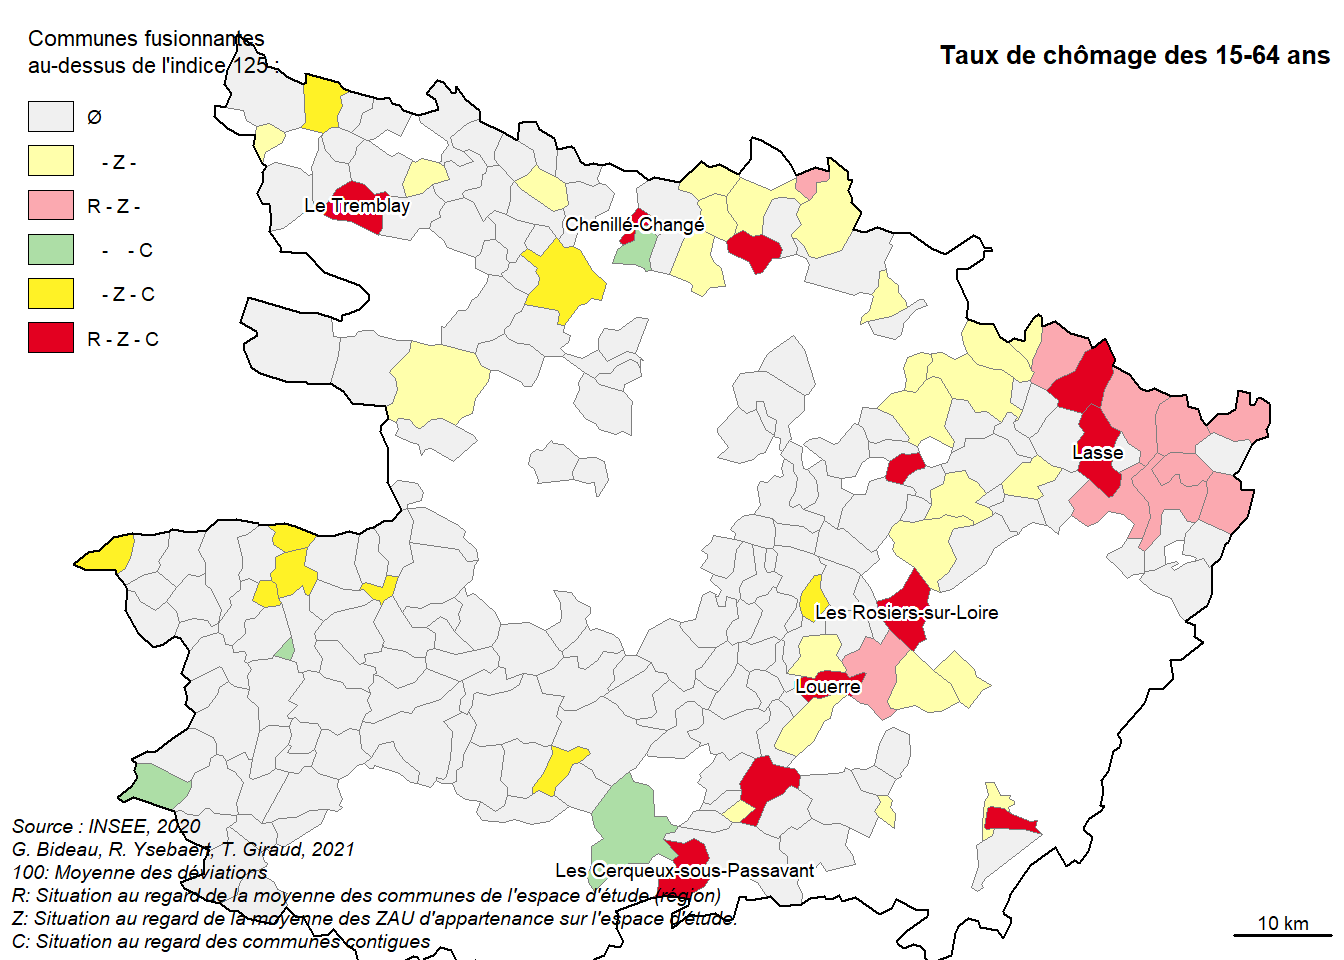 Communes fusionnantes
au-dessus de l'indice 125 :
Taux de chômage des 15-64 ans
Ø
- Z -
R - Z -
-   - C
- Z - C
R - Z - C
Le Tremblay
Chenillé-Changé
Lasse
Les Rosiers-sur-Loire
Louerre
Les Cerqueux-sous-Passavant
Source : INSEE, 2020
G. Bideau, R. Ysebaert, T. Giraud, 2021
100: Moyenne des déviations
R: Situation au regard de la moyenne des communes de l'espace d'étude (région)
Z: Situation au regard de la moyenne des ZAU d'appartenance sur l'espace d'étude.
C: Situation au regard des communes contigues
10 km